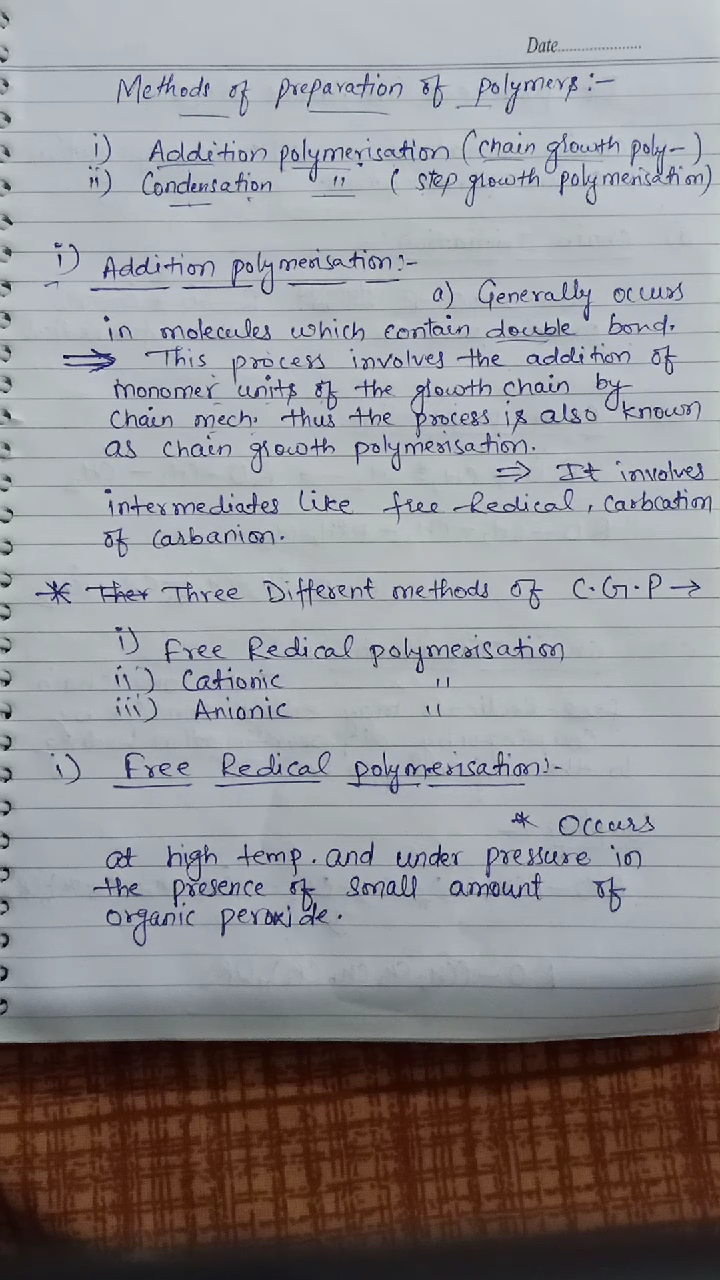 Date......................
Methods of preparation of polymers:-
i) Addition polymerisation (chain growth poly-)
ii) Condensation " ( step growth polymerisation)
i) Addition polymerisation:-
a) Generally occurs
in molecules which contain double bond.
⇒ This process involves the addition of
monomer units of the glowth chain by
Chain mech. thus the process is also known
as chain growth polymerisation.
⇒ It involves
intermediates like free Redical, Carbcation
of Carbanion.
* Ther Three Different methods of C.G.P →
i) Free Redical polymerisation
ii) Cationic "
iii) Anionic "
i) Free Redical polymerisation:-
* Occurs
at high temp. and under pressure in
the presence of small amount of
organic peroxide.